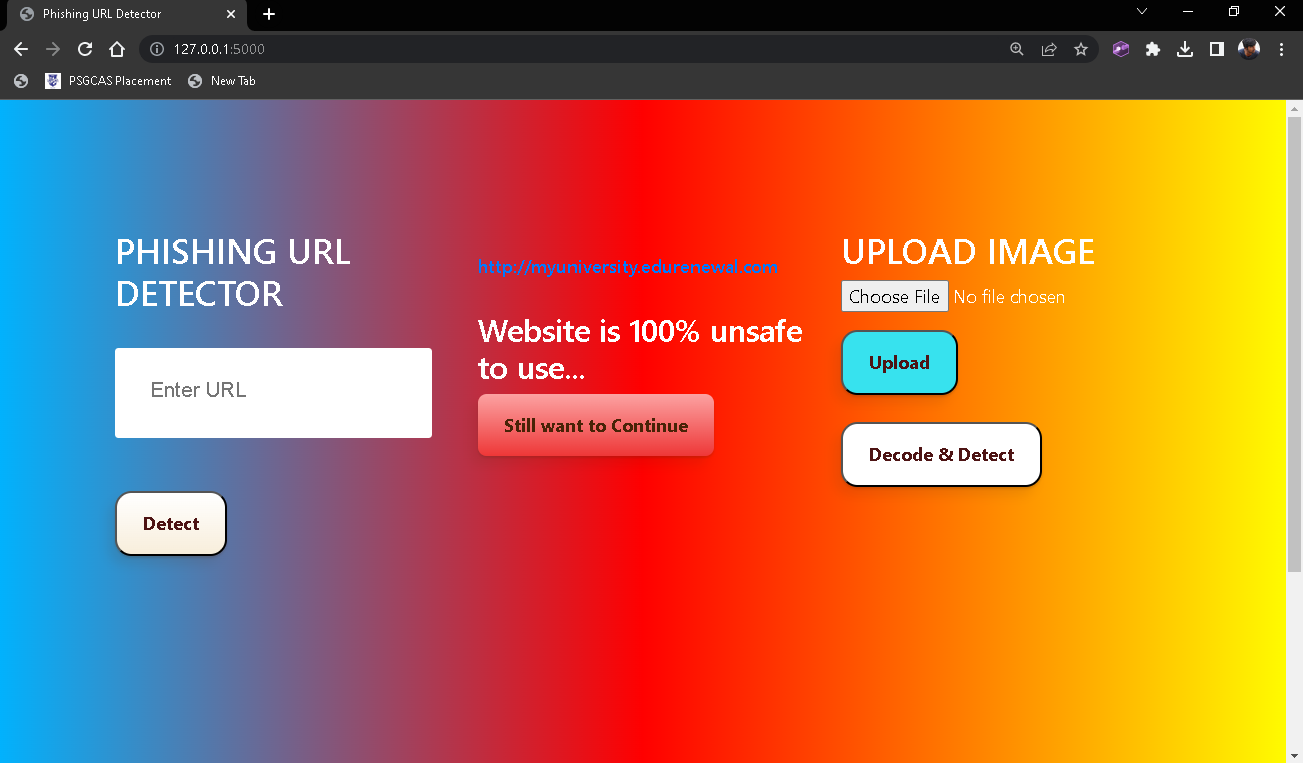 Phishing URL Detector
127.0.0.1:5000
PSGCAS Placement
New Tab
PHISHING URL
DETECTOR
Enter URL
Detect
http://myuniversity.edurenewal.com
Website is 100% unsafe
to use...
Still want to Continue
UPLOAD IMAGE
Choose File No file chosen
Upload
Decode & Detect